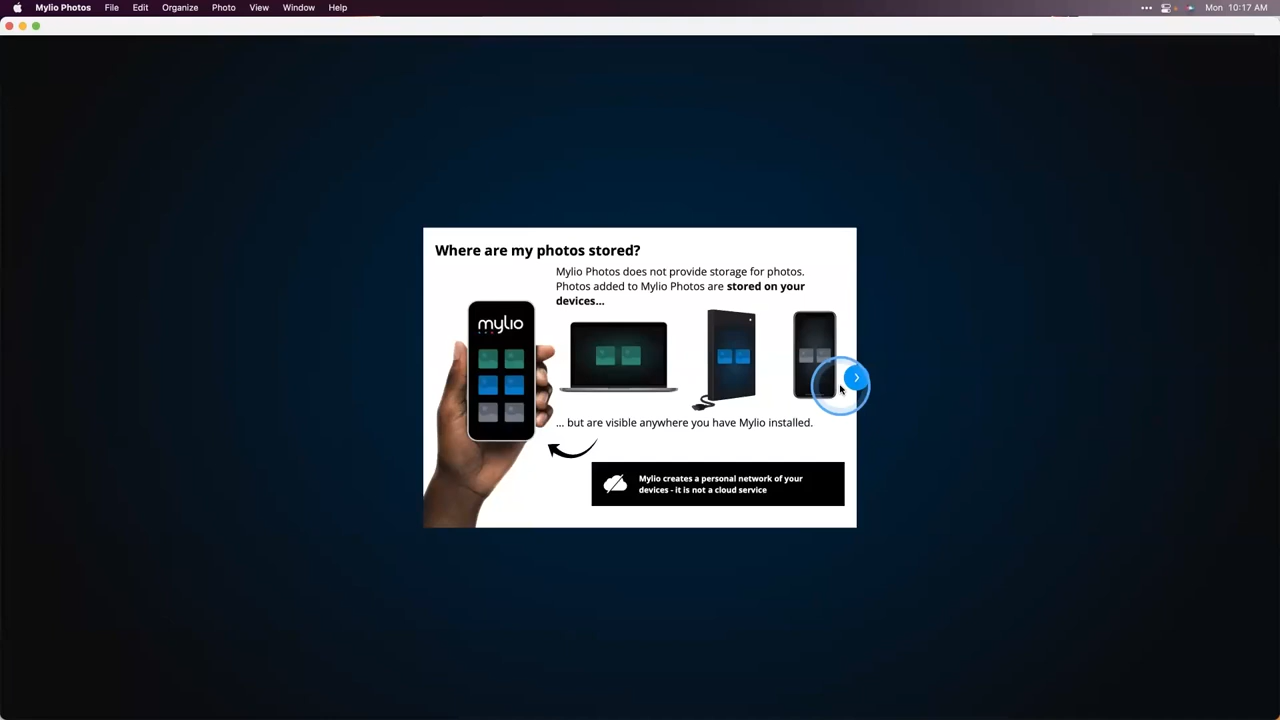 Mylio Photos File Edit Organize Photo View Window Help Mon 10:17 AM
Where are my photos stored?
Mylio Photos does not provide storage for photos.
Photos added to Mylio Photos are stored on your
devices...
mylio
... but are visible anywhere you have Mylio installed.
Mylio creates a personal network of your
devices - it is not a cloud service